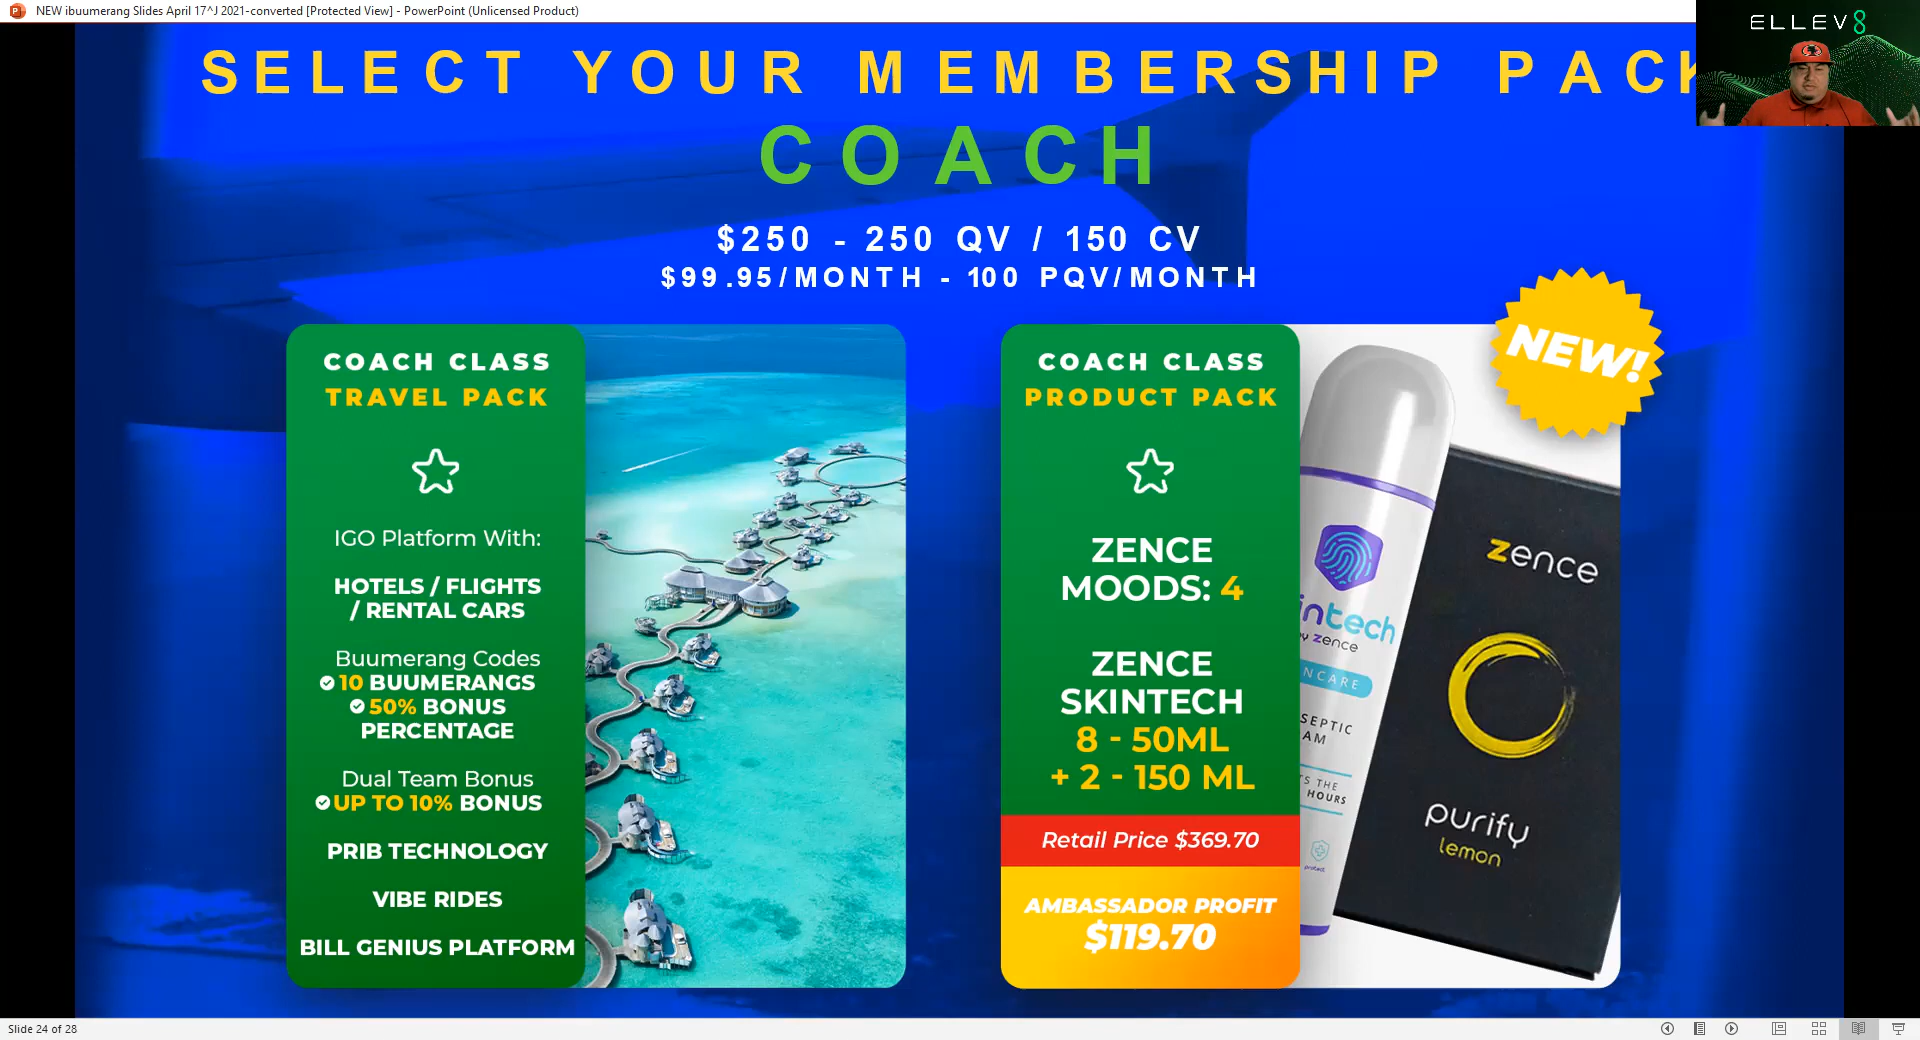 NEW ibuumerang Slides April 17^J 2021-converted [Protected View] - PowerPoint (Unlicensed Product)
ELLEV8
SELECT YOUR MEMBERSHIP PACK
COACH
$250 - 250 QV / 150 CV
$99.95/MONTH - 100 PQV/MONTH
COACH CLASS
TRAVEL PACK
IGO Platform With:
HOTELS / FLIGHTS
/ RENTAL CARS
Buumerang Codes
10 BUUMERANGS
50% BONUS
PERCENTAGE
Dual Team Bonus
UP TO 10% BONUS
PRIB TECHNOLOGY
VIBE RIDES
BILL GENIUS PLATFORM
COACH CLASS
PRODUCT PACK
ZENCE
MOODS: 4
ZENCE
SKINTECH
8 - 50ML
+ 2 - 150 ML
Retail Price $369.70
AMBASSADOR PROFIT
$119.70
NEW!
intech
by zence
NCARE
SEPTIC
AM
'S THE
HOURS
protect
zence
purify
lemon
Slide 24 of 28